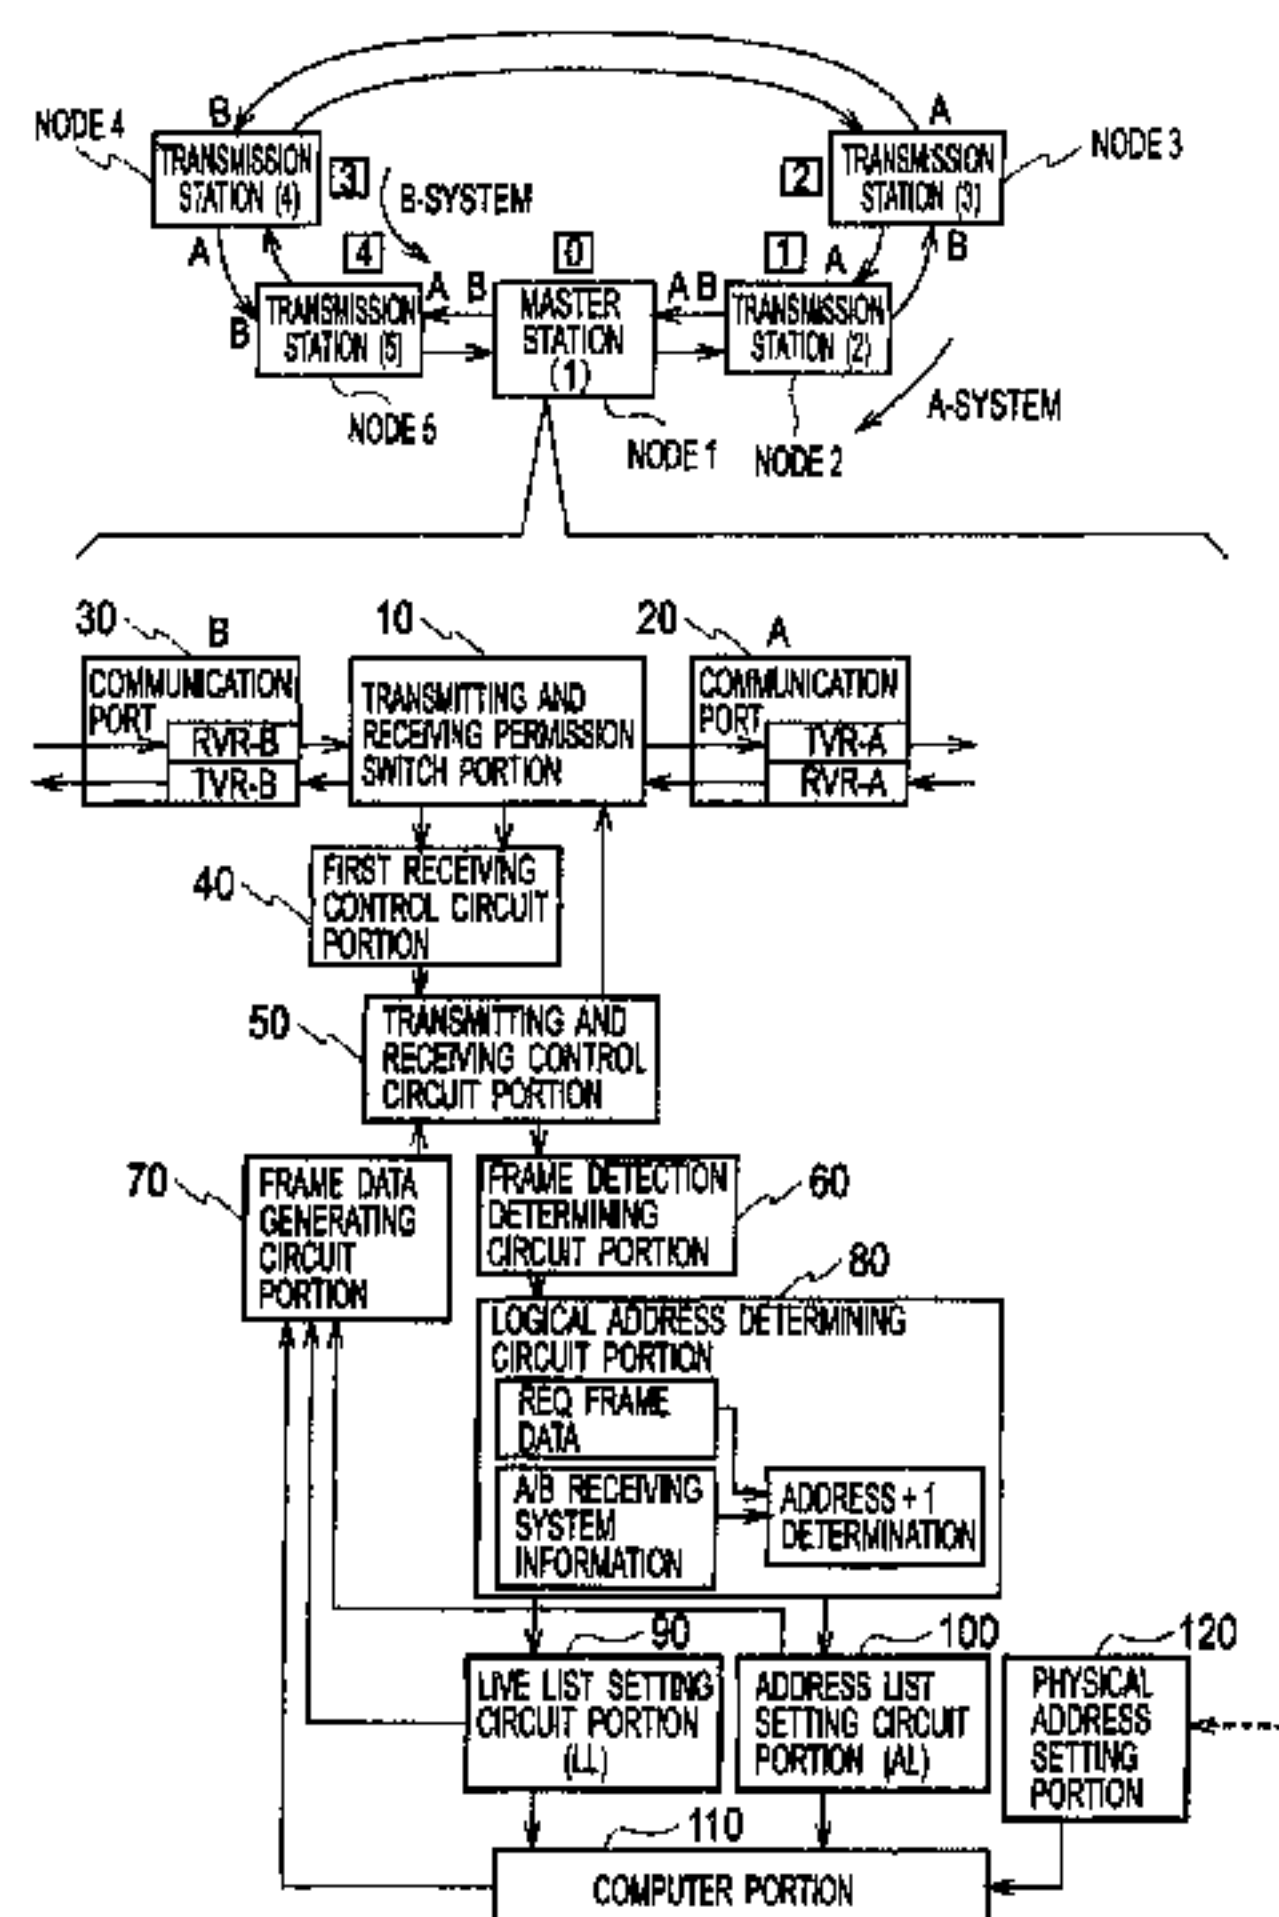 B
A
NODE 4
NODE 3
TRANSMISSION
STATION (4)
3
B-SYSTEM
2
TRANSMISSION
STATION (3)
A
4
0
1
A
B
A
B
A
B
B
TRANSMISSION
STATION (5)
MASTER
STATION
(1)
TRANSMISSION
STATION (2)
A-SYSTEM
NODE 5
NODE 1
NODE 2
30
B
10
20
A
COMMUNICATION
PORT
RVR-B
TVR-B
TRANSMITTING AND
RECEIVING PERMISSION
SWITCH PORTION
COMMUNICATION
PORT
TVR-A
RVR-A
40
FIRST RECEIVING
CONTROL CIRCUIT
PORTION
50
TRANSMITTING AND
RECEIVING CONTROL
CIRCUIT PORTION
70
FRAME DATA
GENERATING
CIRCUIT
PORTION
FRAME DETECTION
DETERMINING
CIRCUIT PORTION
60
80
LOGICAL ADDRESS DETERMINING
CIRCUIT PORTION
REQ FRAME
DATA
A/B RECEIVING
SYSTEM
INFORMATION
ADDRESS + 1
DETERMINATION
90
100
120
LIVE LIST SETTING
CIRCUIT PORTION
(LL)
ADDRESS LIST
SETTING CIRCUIT
PORTION (AL)
PHYSICAL
ADDRESS
SETTING
PORTION
110
COMPUTER PORTION